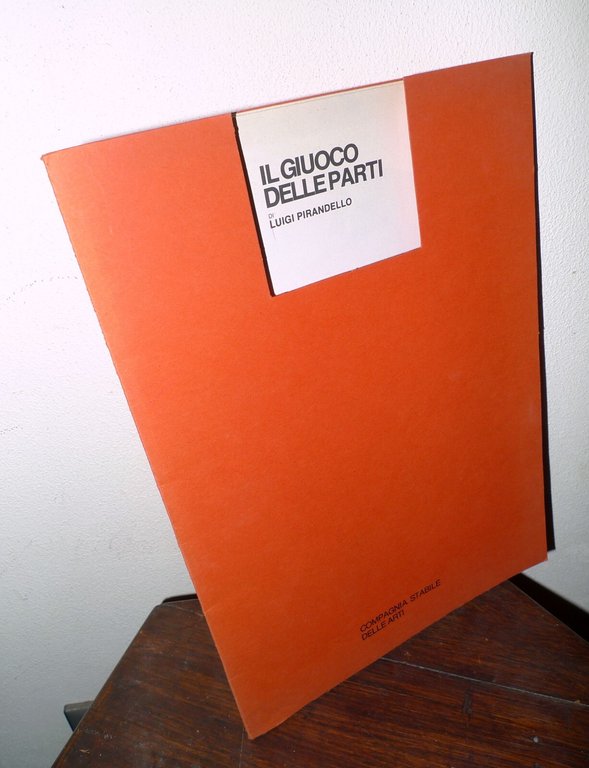 IL GIUOCO
DELLE PARTI
DI
LUIGI PIRANDELLO
COMPAGNIA STABILE
DELLE ARTI